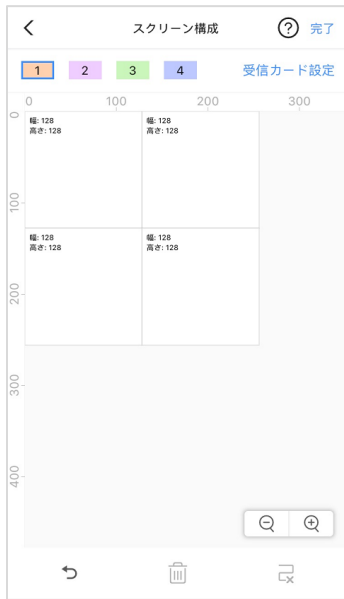 スクリーン構成
?
完了
1 2 3 4
受信カード設定
0 100 200 300
0
100
200
300
400
幅: 128
高さ: 128
幅: 128
高さ: 128
幅: 128
高さ: 128
幅: 128
高さ: 128